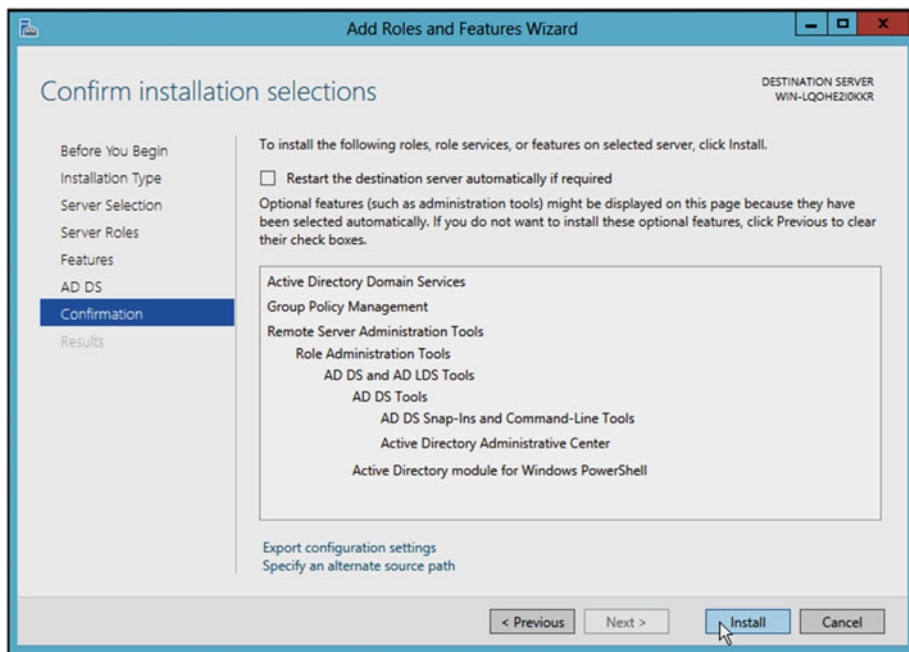 Add Roles and Features Wizard
Confirm installation selections
DESTINATION SERVER
WIN-LQOHE2I0KKR
Before You Begin
Installation Type
Server Selection
Server Roles
Features
AD DS
Confirmation
Results
To install the following roles, role services, or features on selected server, click Install.
Restart the destination server automatically if required
Optional features (such as administration tools) might be displayed on this page because they have
been selected automatically. If you do not want to install these optional features, click Previous to clear
their check boxes.
Active Directory Domain Services
Group Policy Management
Remote Server Administration Tools
Role Administration Tools
AD DS and AD LDS Tools
AD DS Tools
AD DS Snap-Ins and Command-Line Tools
Active Directory Administrative Center
Active Directory module for Windows PowerShell
Export configuration settings
Specify an alternate source path
< Previous
Next >
Install
Cancel